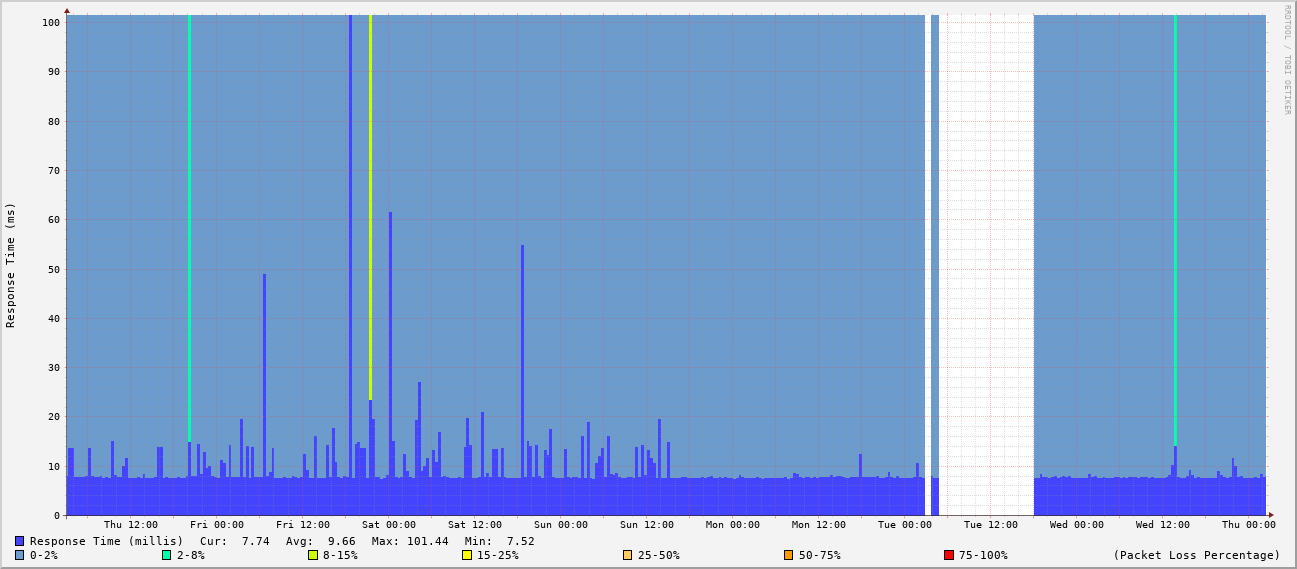 RRDTOOL / TOBI OETIKER
Response Time (ms)
100
90
80
70
60
50
40
30
20
10
0
Thu 12:00 Fri 00:00 Fri 12:00 Sat 00:00 Sat 12:00 Sun 00:00 Sun 12:00 Mon 00:00 Mon 12:00 Tue 00:00 Tue 12:00 Wed 00:00 Wed 12:00 Thu 00:00
Response Time (millis) Cur: 7.74 Avg: 9.66 Max: 101.44 Min: 7.52
0-2% 2-8% 8-15% 15-25% 25-50% 50-75% 75-100% (Packet Loss Percentage)